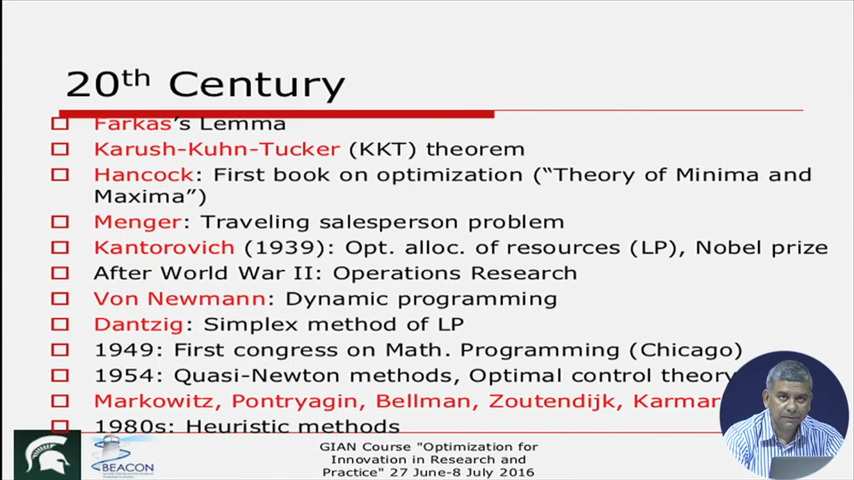 20th Century
Farkas's Lemma
Karush-Kuhn-Tucker (KKT) theorem
Hancock: First book on optimization ("Theory of Minima and
Maxima")
Menger: Traveling salesperson problem
Kantorovich (1939): Opt. alloc. of resources (LP), Nobel prize
After World War II: Operations Research
Von Newmann: Dynamic programming
Dantzig: Simplex method of LP
1949: First congress on Math. Programming (Chicago)
1954: Quasi-Newton methods, Optimal control theory
Markowitz, Pontryagin, Bellman, Zoutendijk, Karmar
1980s: Heuristic methods
BEACON
GIAN Course "Optimization for
Innovation in Research and
Practice" 27 June-8 July 2016